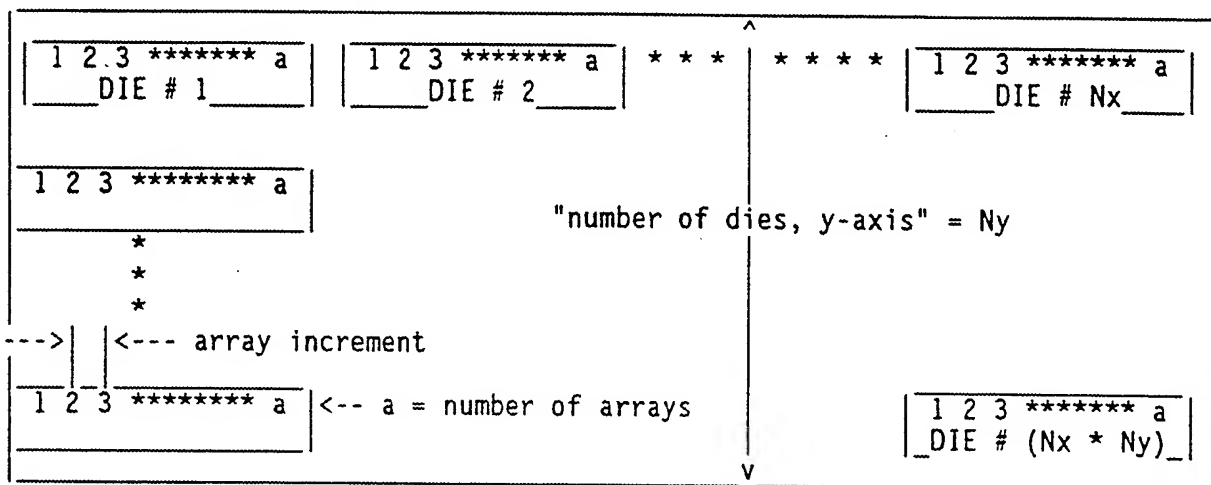 1 2.3 ******* a 1 2 3 ******* a * * * * * * * 1 2 3 ******* a
DIE # 1 DIE # 2 DIE # Nx
1 2 3 ******** a
"number of dies, y-axis" = Ny
*
*
*
---> <--- array increment
1 2 3 ******** a <-- a = number of arrays 1 2 3 ******* a
DIE # (Nx * Ny)